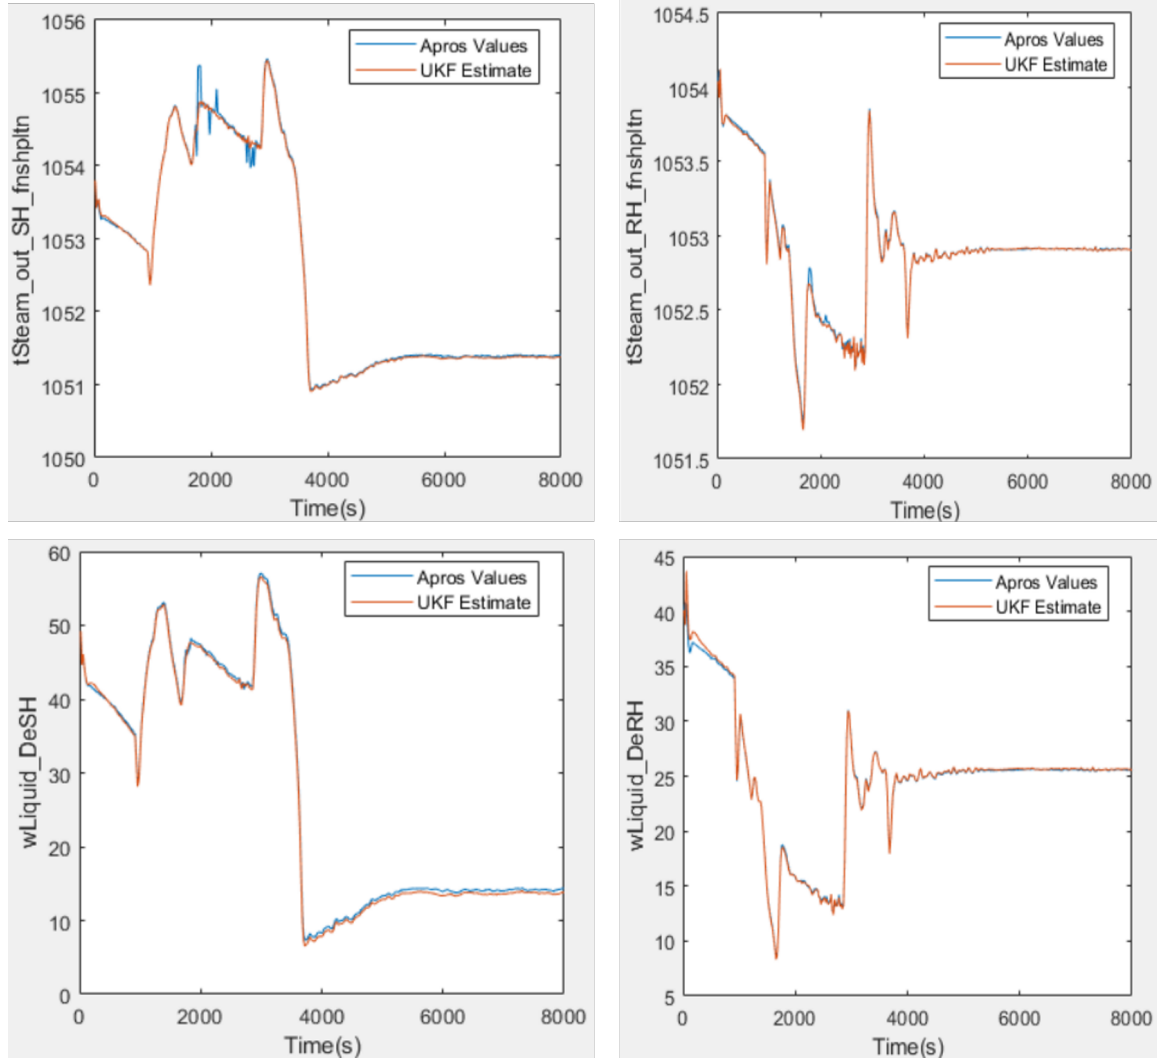 1056
1055
1054
1053
1052
1051
1050
tSteam_out_SH_fnshpltn
Apros Values
UKF Estimate
0 2000 4000 6000 8000
Time(s)
1054.5
1054
1053.5
1053
1052.5
1052
1051.5
tSteam_out_RH_fnshpltn
Apros Values
UKF Estimate
0 2000 4000 6000 8000
Time(s)
60
50
40
30
20
10
0
wLiquid_DeSH
Apros Values
UKF Estimate
0 2000 4000 6000 8000
Time(s)
45
40
35
30
25
20
15
10
5
wLiquid_DeRH
Apros Values
UKF Estimate
0 2000 4000 6000 8000
Time(s)